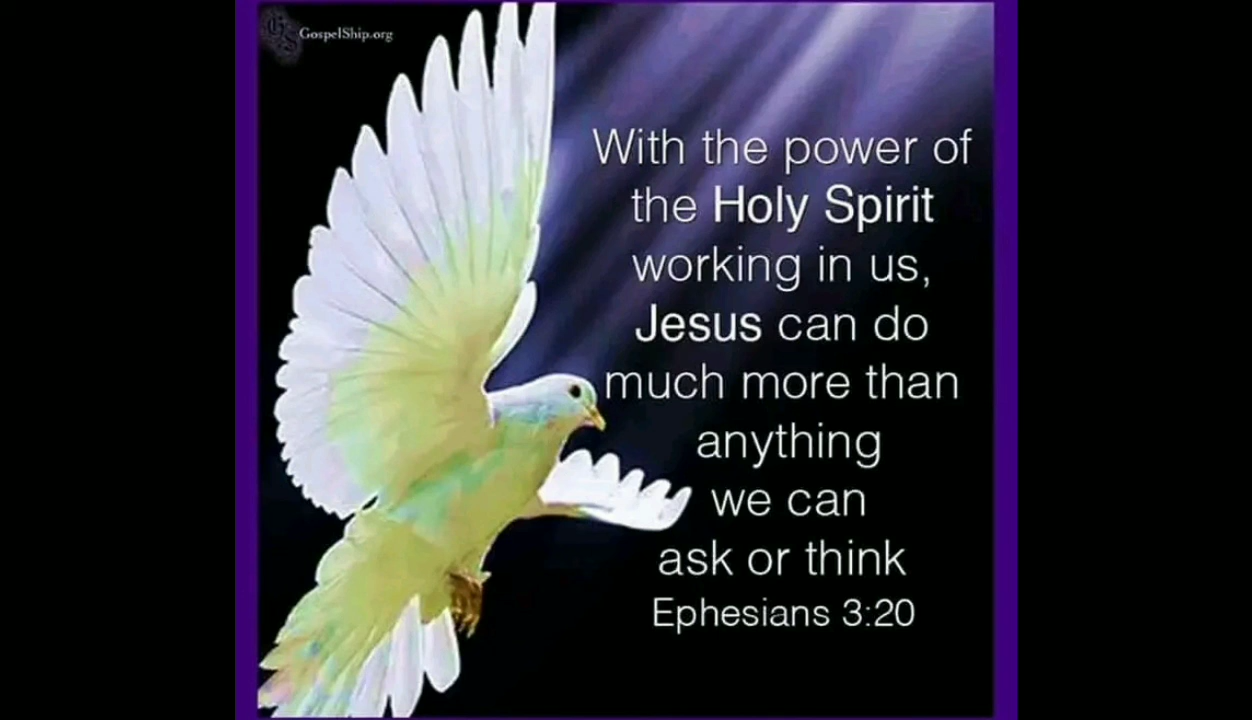 GospelShip.org
With the power of
the Holy Spirit
working in us,
Jesus can do
much more than
anything
we can
ask or think
Ephesians 3:20